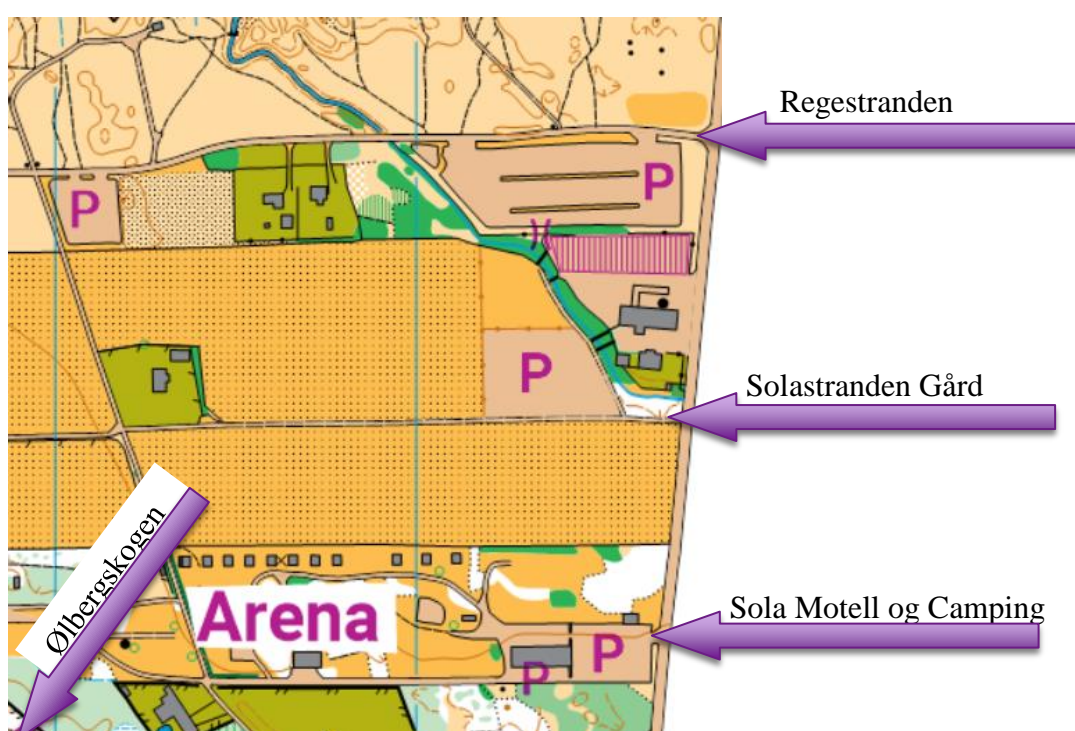 Regestranden
P
P
P
Solastranden Gård
Ølbergskogen
Arena
Sola Motell og Camping
P
P